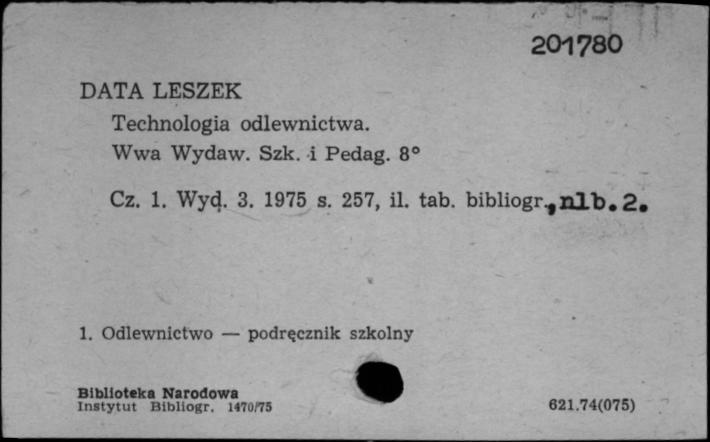 201780
DATA LESZEK
Technologia odlewnictwa.
Wwa Wydaw. Szk. i Pedag. 8°
Cz. 1. Wyd. 3. 1975 s. 257, il. tab. bibliogr., nlb. 2.
1. Odlewnictwo — podręcznik szkolny
Biblioteka Narodowa
Instytut Bibliogr. 1470/75
621.74(075)